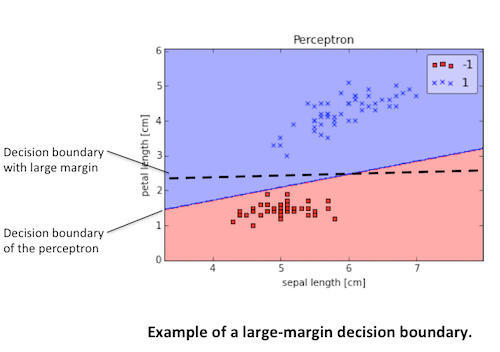 Perceptron
6
5
4
3
2
1
0
petal length [cm]
-1
1
Decision boundary
with large margin
Decision boundary
of the perceptron
4
5
6
7
sepal length [cm]
Example of a large-margin decision boundary.